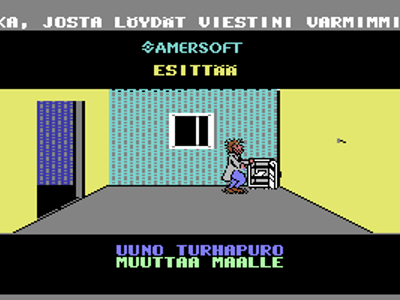 KA, JOSTA LÖYDÄT VIESTINI VARMIMMI
AMERSOFT
ESITTÄÄ
UUNO TURHAPURO
MUUTTAA MAALLE